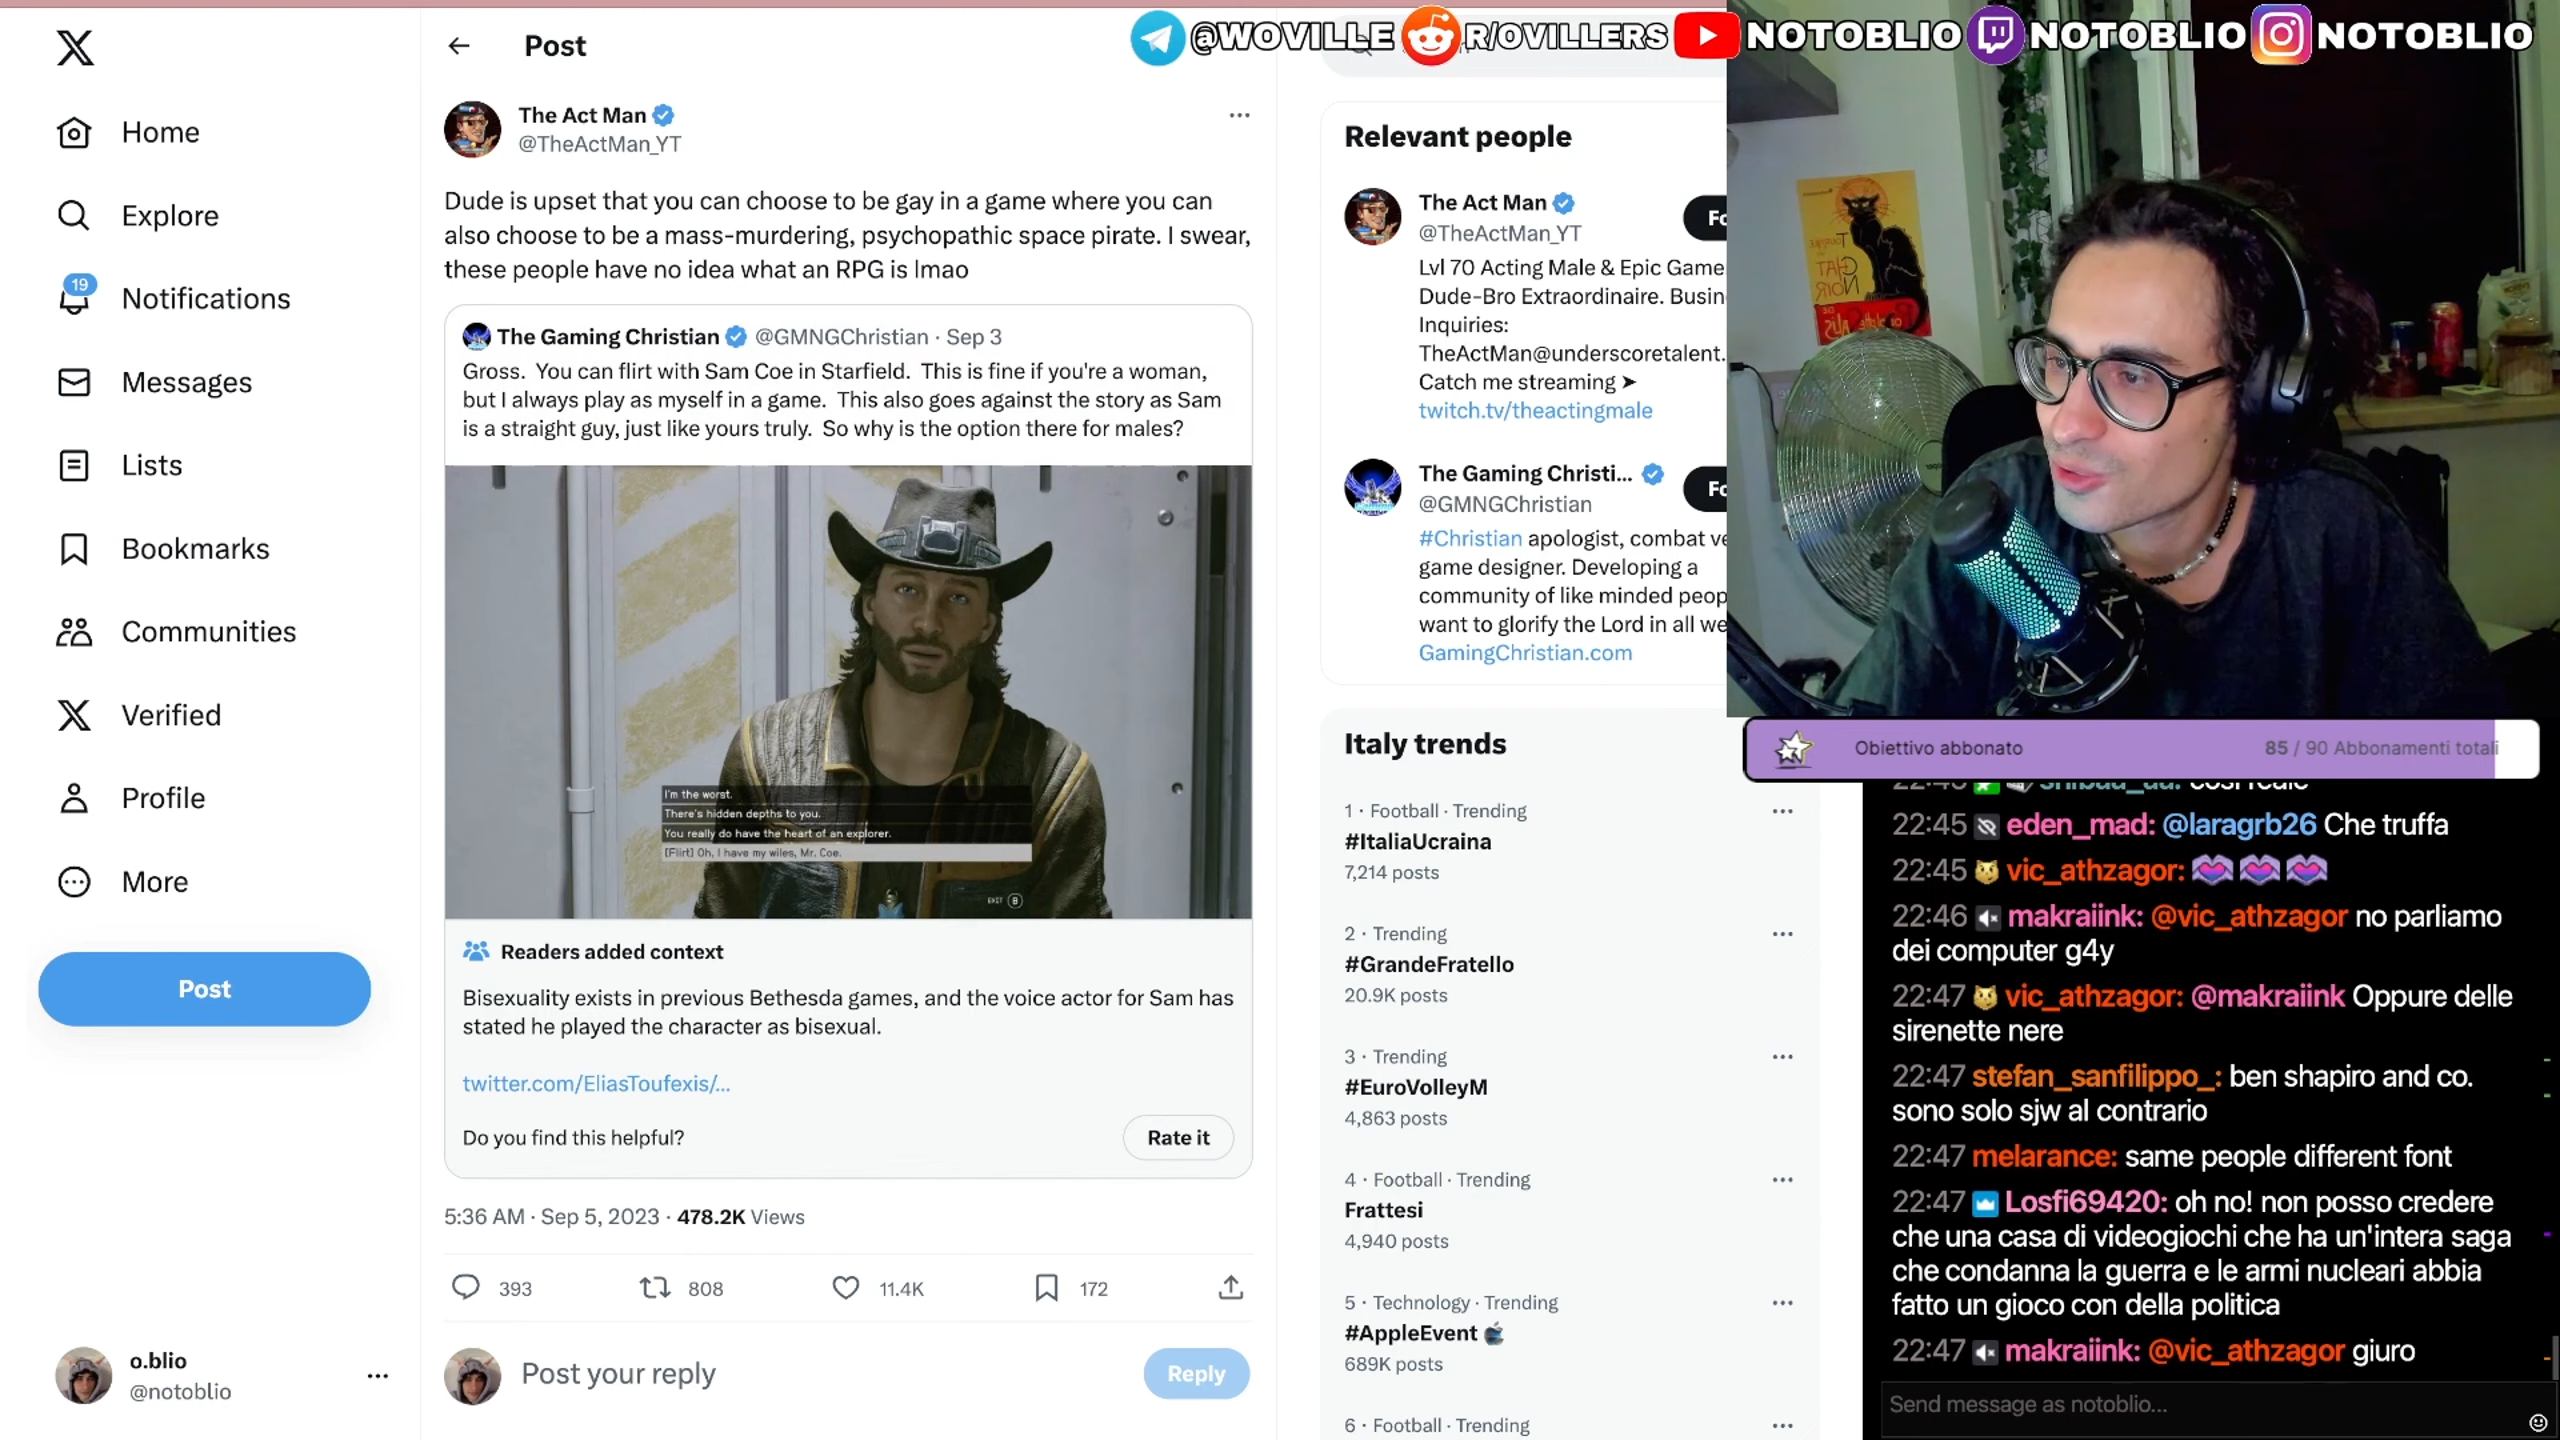 @WOVILLE R/OVILLERS NOTOBLIO NOTOBLIO NOTOBLIO
Home
Explore
19
Notifications
Messages
Lists
Bookmarks
Communities
Verified
Profile
More
Post
o.blio
@notoblio
Post
The Act Man
@TheActMan_YT
Dude is upset that you can choose to be gay in a game where you can
also choose to be a mass-murdering, psychopathic space pirate. I swear,
these people have no idea what an RPG is lmao
The Gaming Christian @GMNGChristian · Sep 3
Gross. You can flirt with Sam Coe in Starfield. This is fine if you're a woman,
but I always play as myself in a game. This also goes against the story as Sam
is a straight guy, just like yours truly. So why is the option there for males?
I'm the worst.
There's hidden depths to you.
You really do have the heart of an explorer.
[Flirt] Oh, I have my wiles, Mr. Coe.
EXIT B
Readers added context
Bisexuality exists in previous Bethesda games, and the voice actor for Sam has
stated he played the character as bisexual.
twitter.com/EliasToufexis/...
Do you find this helpful?
Rate it
5:36 AM · Sep 5, 2023 · 478.2K Views
393 808 11.4K 172
Post your reply
Reply
Relevant people
The Act Man
@TheActMan_YT
Fo
Lvl 70 Acting Male & Epic Game
Dude-Bro Extraordinaire. Busin
Inquiries:
TheActMan@underscoretalent.
Catch me streaming ➤
twitch.tv/theactingmale
The Gaming Christi...
@GMNGChristian
Fo
#Christian apologist, combat ve
game designer. Developing a
community of like minded peop
want to glorify the Lord in all we
GamingChristian.com
Italy trends
1 · Football · Trending
#ItaliaUcraina
7,214 posts
2 · Trending
#GrandeFratello
20.9K posts
3 · Trending
#EuroVolleyM
4,863 posts
4 · Football · Trending
Frattesi
4,940 posts
5 · Technology · Trending
#AppleEvent
689K posts
6 · Football · Trending
Obiettivo abbonato 85 / 90 Abbonamenti totali
22:45 eden_mad: @laragrb26 Che truffa
22:45 vic_athzagor:
22:46 makraiink: @vic_athzagor no parliamo
dei computer g4y
22:47 vic_athzagor: @makraiink Oppure delle
sirenette nere
22:47 stefan_sanfilippo_: ben shapiro and co.
sono solo sjw al contrario
22:47 melarance: same people different font
22:47 Losfi69420: oh no! non posso credere
che una casa di videogiochi che ha un'intera saga
che condanna la guerra e le armi nucleari abbia
fatto un gioco con della politica
22:47 makraiink: @vic_athzagor giuro
Send message as notoblio...